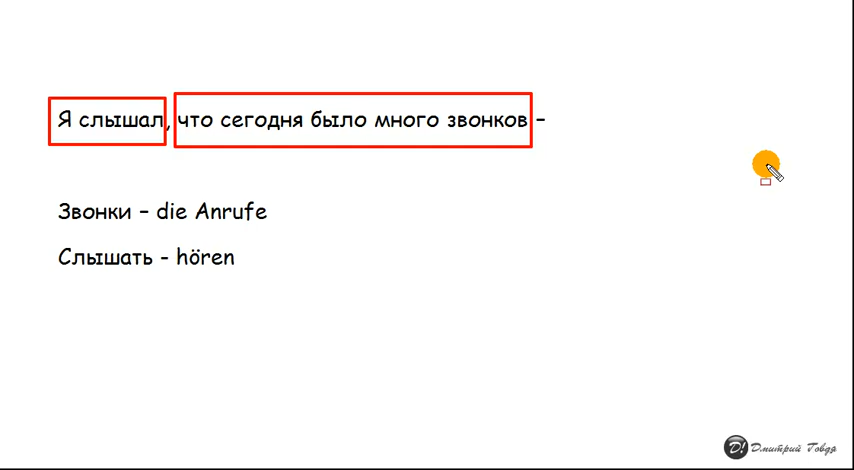 Я слышал, что сегодня было много звонков –
Звонки – die Anrufe
Слышать - hören
D! Дмитрий Говдя